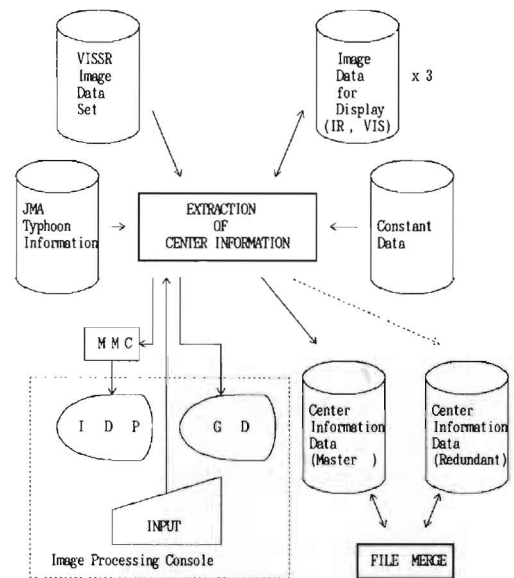 VISSR
Image
Data
Set
Image
Data
for
Display
(IR, VIS)
x 3
JMA
Typhoon
Information
EXTRACTION
OF
CENTER INFORMATION
Constant
Data
MMC
I D P
G D
INPUT
Image Processing Console
Center
Information
Data
(Master )
Center
Information
Data
(Redundant)
FILE MERGE